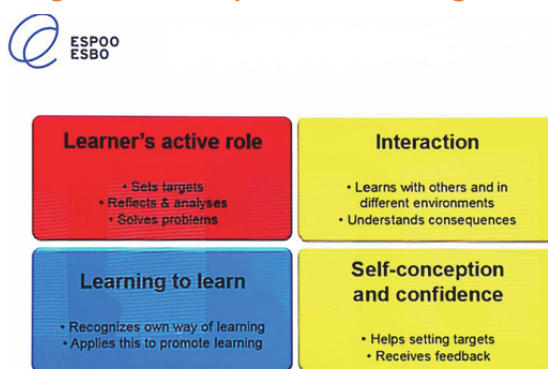 ESPOO
ESBO
Learner's active role
• Sets targets
• Reflects & analyses
• Solves problems
Interaction
• Learns with others and in
different environments
• Understands consequences
Learning to learn
• Recognizes own way of learning
• Applies this to promote learning
Self-conception
and confidence
• Helps setting targets
• Receives feedback